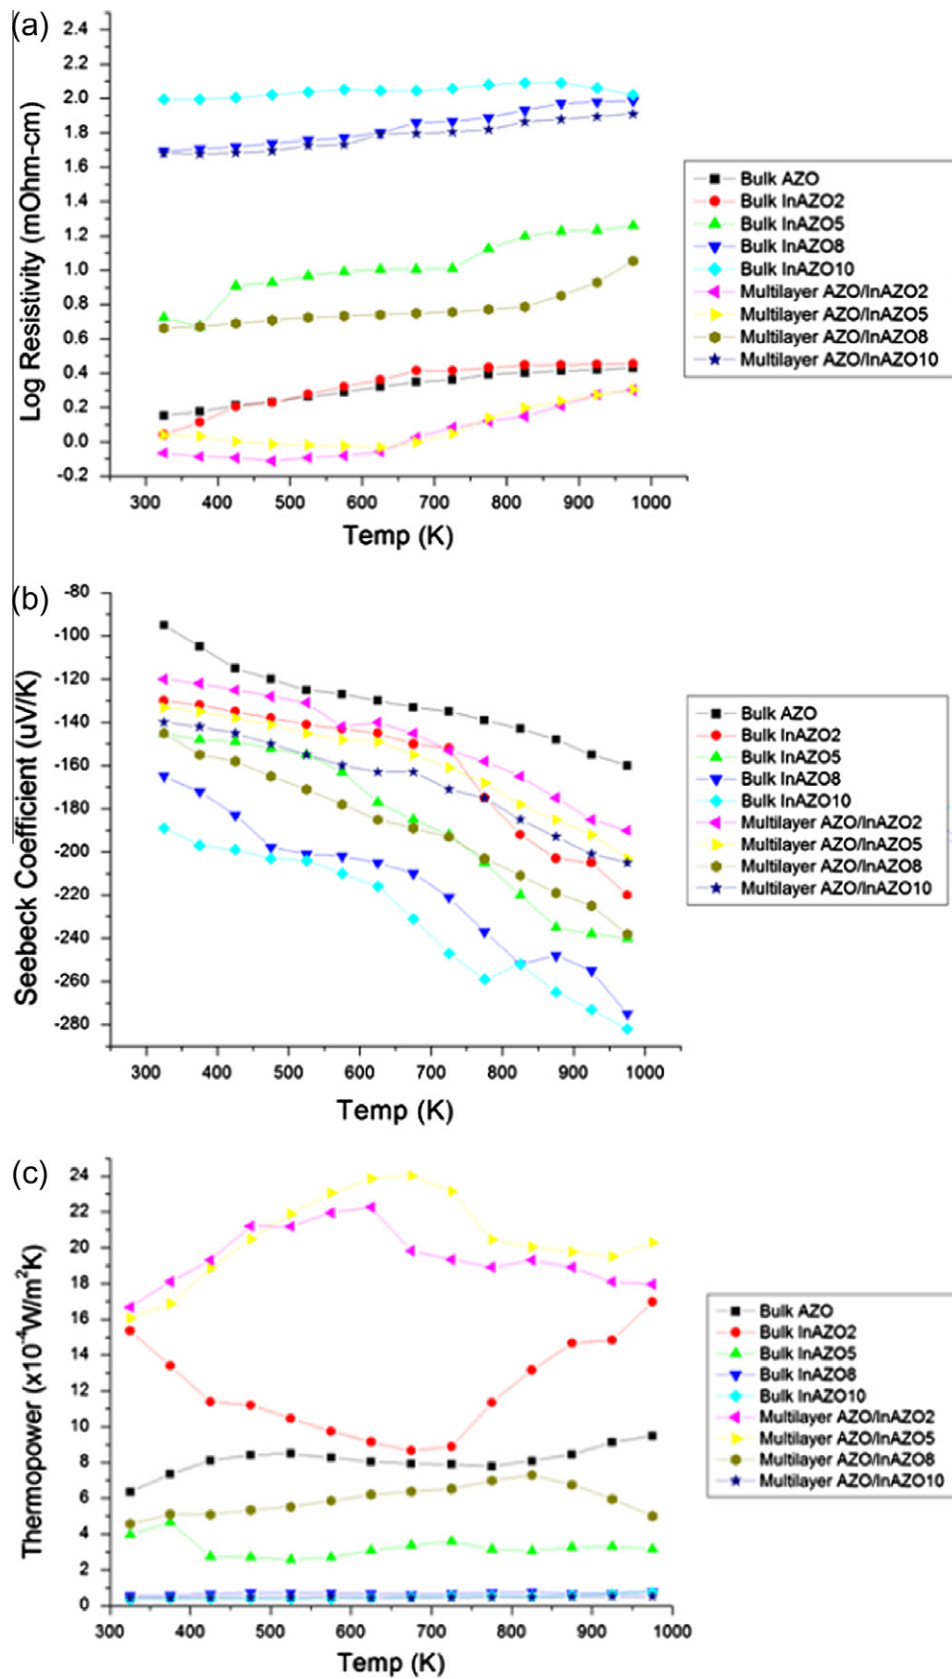 (a)
Log Resistivity (mOhm-cm)
2.4
2.2
2.0
1.8
1.6
1.4
1.2
1.0
0.8
0.6
0.4
0.2
0.0
-0.2
300 400 500 600 700 800 900 1000
Temp (K)
Bulk AZO
Bulk InAZO2
Bulk InAZO5
Bulk InAZO8
Bulk InAZO10
Multilayer AZO/InAZO2
Multilayer AZO/InAZO5
Multilayer AZO/InAZO8
Multilayer AZO/InAZO10
(b)
Seebeck Coefficient (uV/K)
-80
-100
-120
-140
-160
-180
-200
-220
-240
-260
-280
300 400 500 600 700 800 900 1000
Temp (K)
Bulk AZO
Bulk InAZO2
Bulk InAZO5
Bulk InAZO8
Bulk InAZO10
Multilayer AZO/InAZO2
Multilayer AZO/InAZO5
Multilayer AZO/InAZO8
Multilayer AZO/InAZO10
(c)
Thermopower (x10⁻⁴W/m²K)
24
22
20
18
16
14
12
10
8
6
4
2
0
300 400 500 600 700 800 900 1000
Temp (K)
Bulk AZO
Bulk InAZO2
Bulk InAZO5
Bulk InAZO8
Bulk InAZO10
Multilayer AZO/InAZO2
Multilayer AZO/InAZO5
Multilayer AZO/InAZO8
Multilayer AZO/InAZO10